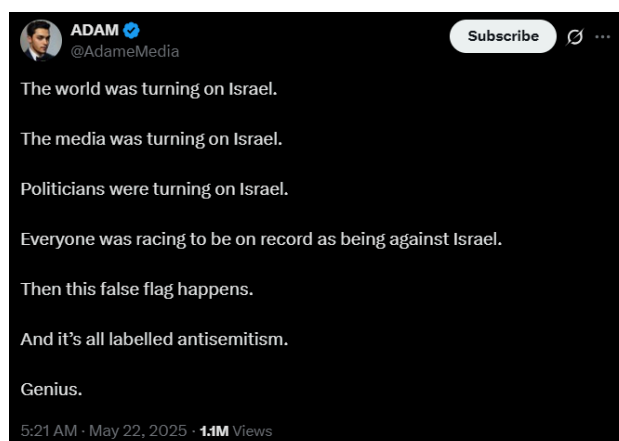 ADAM
@AdameMedia
Subscribe
The world was turning on Israel.
The media was turning on Israel.
Politicians were turning on Israel.
Everyone was racing to be on record as being against Israel.
Then this false flag happens.
And it’s all labelled antisemitism.
Genius.
5:21 AM · May 22, 2025 · 1.1M Views